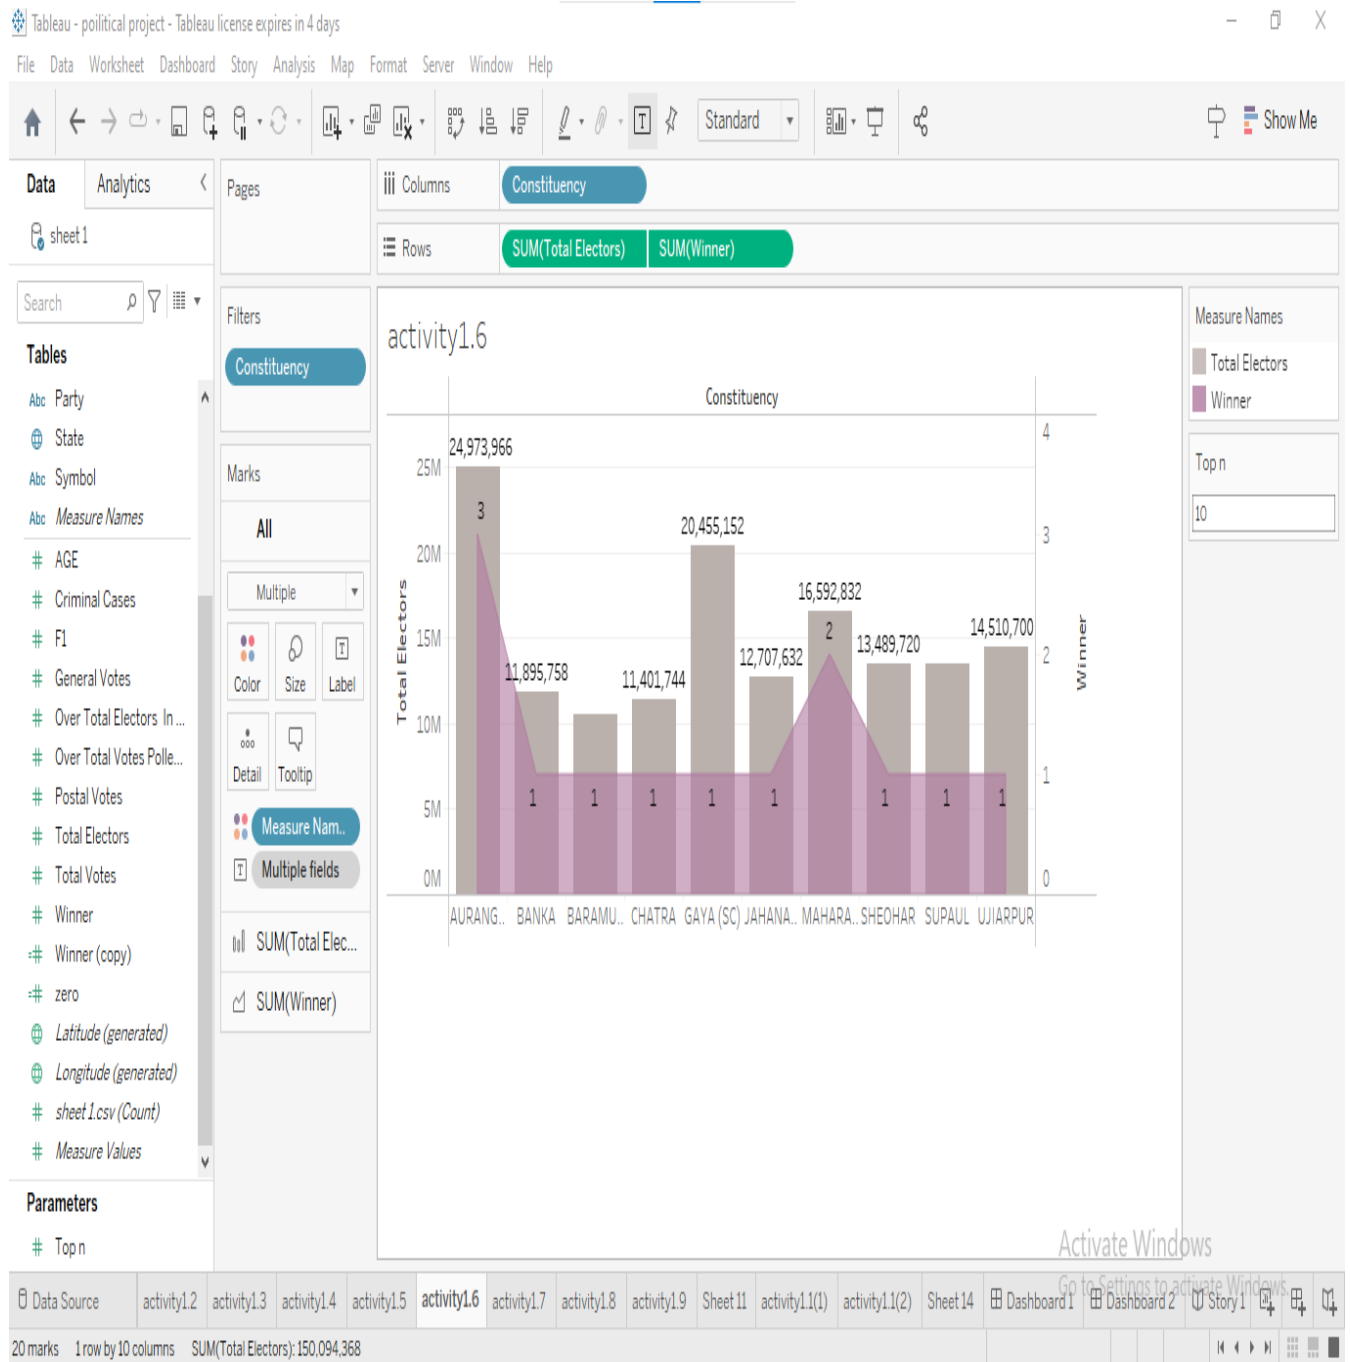 Tableau - poilitical project - Tableau license expires in 4 days
File Data Worksheet Dashboard Story Analysis Map Format Server Window Help
Standard
Show Me
Data Analytics
sheet 1
Search
Tables
Abc Party
State
Abc Symbol
Abc Measure Names
# AGE
# Criminal Cases
# F1
# General Votes
# Over Total Electors In ...
# Over Total Votes Polle...
# Postal Votes
# Total Electors
# Total Votes
# Winner
=# Winner (copy)
=# zero
Latitude (generated)
Longitude (generated)
# sheet 1.csv (Count)
# Measure Values
Parameters
# Top n
Pages
Filters
Constituency
Marks
All
Multiple
Color Size Label
Detail Tooltip
Measure Nam..
Multiple fields
SUM(Total Elec...
SUM(Winner)
Columns Constituency
Rows SUM(Total Electors) SUM(Winner)
activity1.6
Constituency
Total Electors
25M
20M
15M
10M
5M
0M
24,973,966
11,895,758
11,401,744
20,455,152
12,707,632
16,592,832
13,489,720
14,510,700
3
1
1
1
1
1
2
1
1
1
4
3
2
1
0
Winner
AURANG.. BANKA BARAMU.. CHATRA GAYA (SC) JAHANA.. MAHARA.. SHEOHAR SUPAUL UJIARPUR
Measure Names
Total Electors
Winner
Top n
10
Activate Windows
Go to Settings to activate Windows.
Data Source activity1.2 activity1.3 activity1.4 activity1.5 activity1.6 activity1.7 activity1.8 activity1.9 Sheet 11 activity1.1(1) activity1.1(2) Sheet 14 Dashboard 1 Dashboard 2 Story 1
20 marks 1 row by 10 columns SUM(Total Electors): 150,094,368